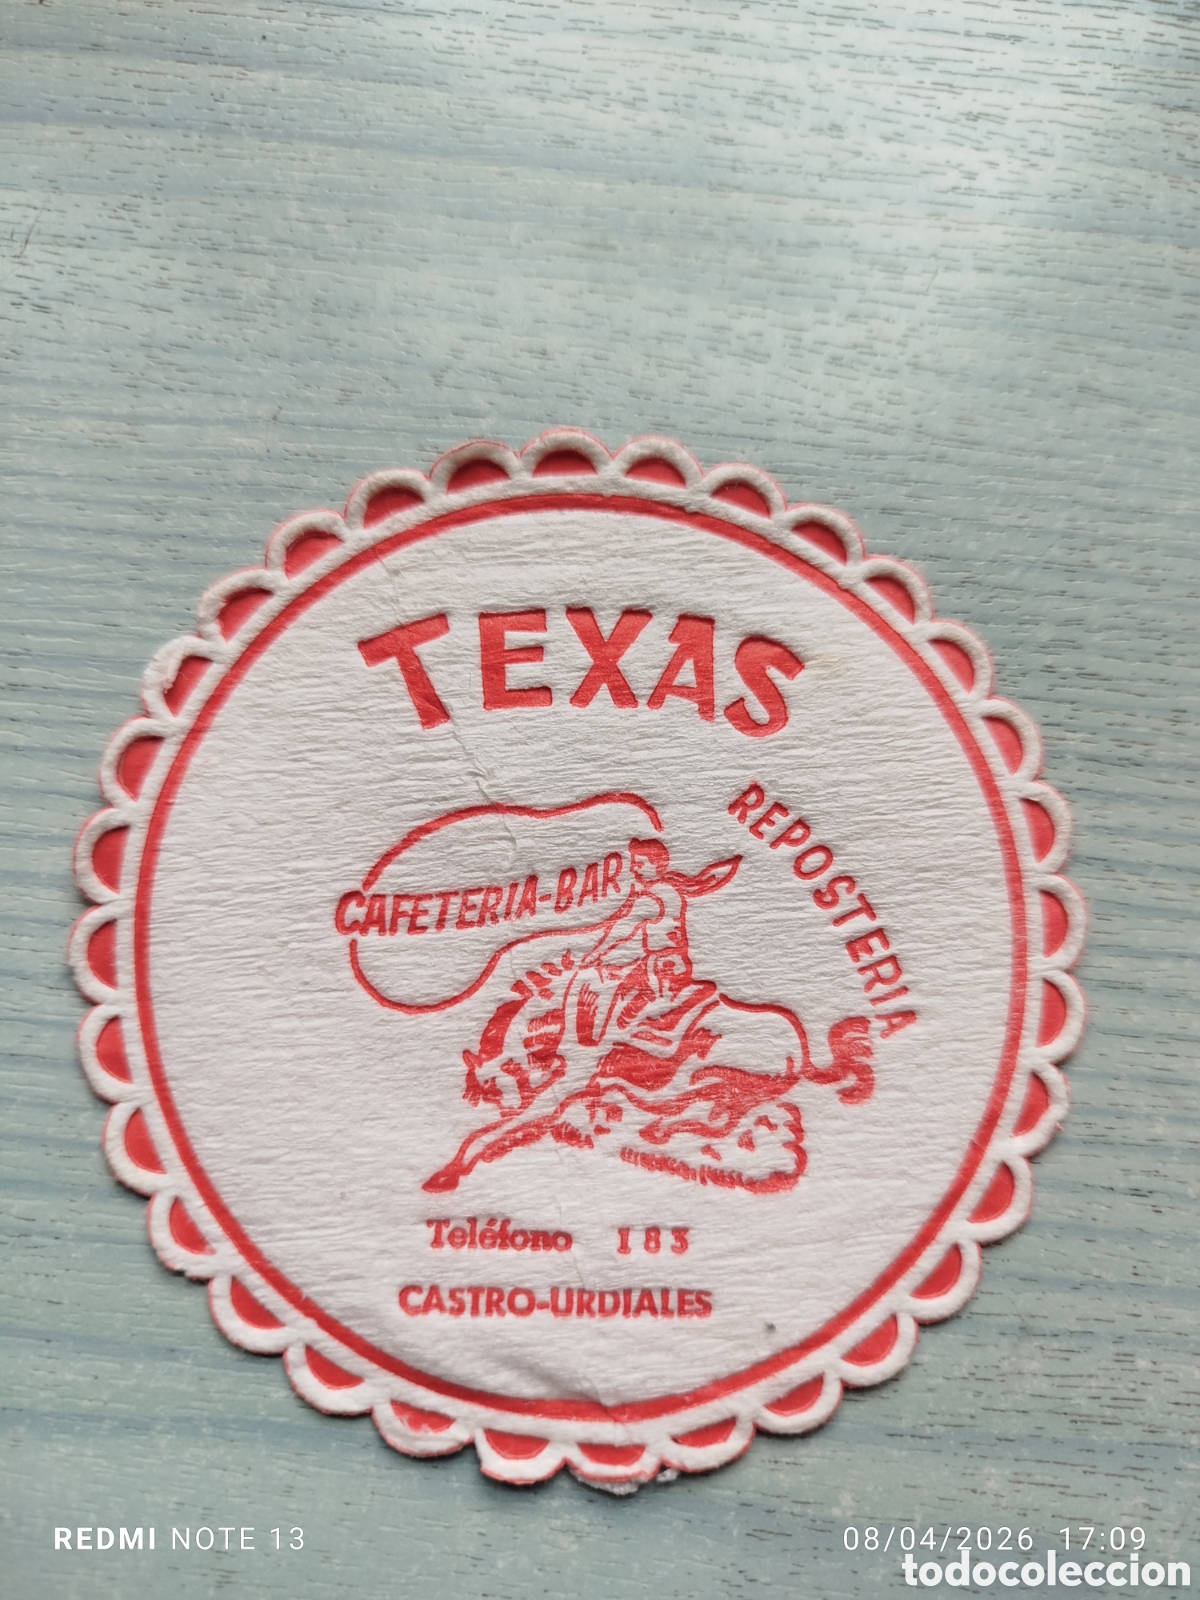 TEXAS
REPOSTERIA
CAFETERIA-BAR
Teléfono 183
CASTRO-URDIALES
REDMI NOTE 13
08/04/2026 17:09
todocoleccion